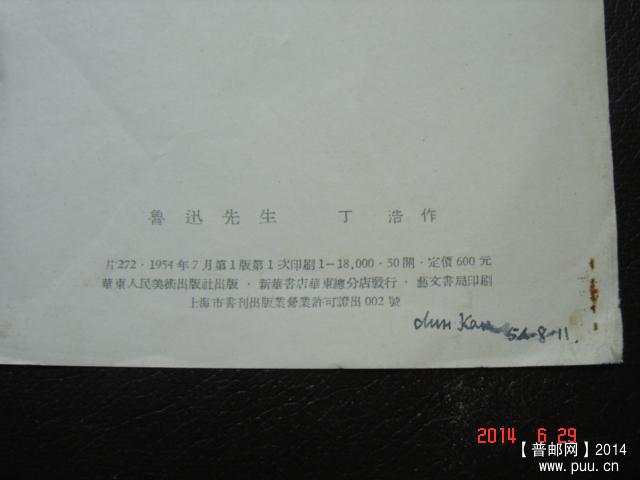 魯迅先生 丁浩作
片272·1954年7月第1版第1次印刷1—18,000·50開·定價600元
華東人民美術出版社出版·新華書店華東總分店發行·藝文書局印刷
上海市書刊出版業營業許可證出002號
54-8-11.
2014 6 29
【普邮网】2014
www.puu.cn